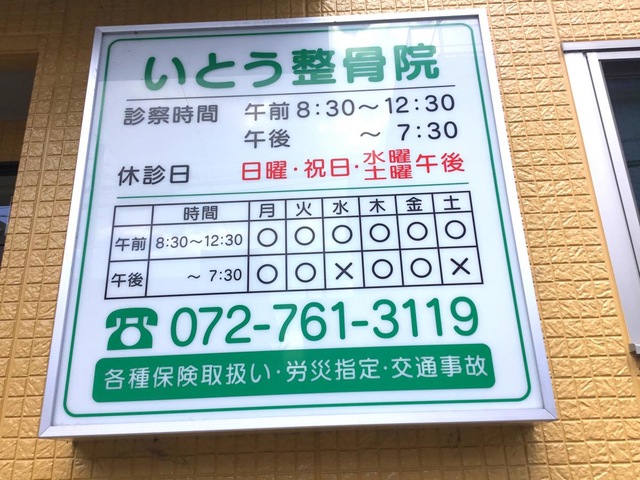 いとう整骨院
診察時間 午前 8:30〜12:30
午後 〜 7:30
休診日 日曜・祝日・水曜土曜午後
時間 月 火 水 木 金 土
午前 8:30〜12:30 ○ ○ ○ ○ ○ ○
午後 〜 7:30 ○ ○ × ○ ○ ×
☎ 072-761-3119
各種保険取扱い・労災指定・交通事故